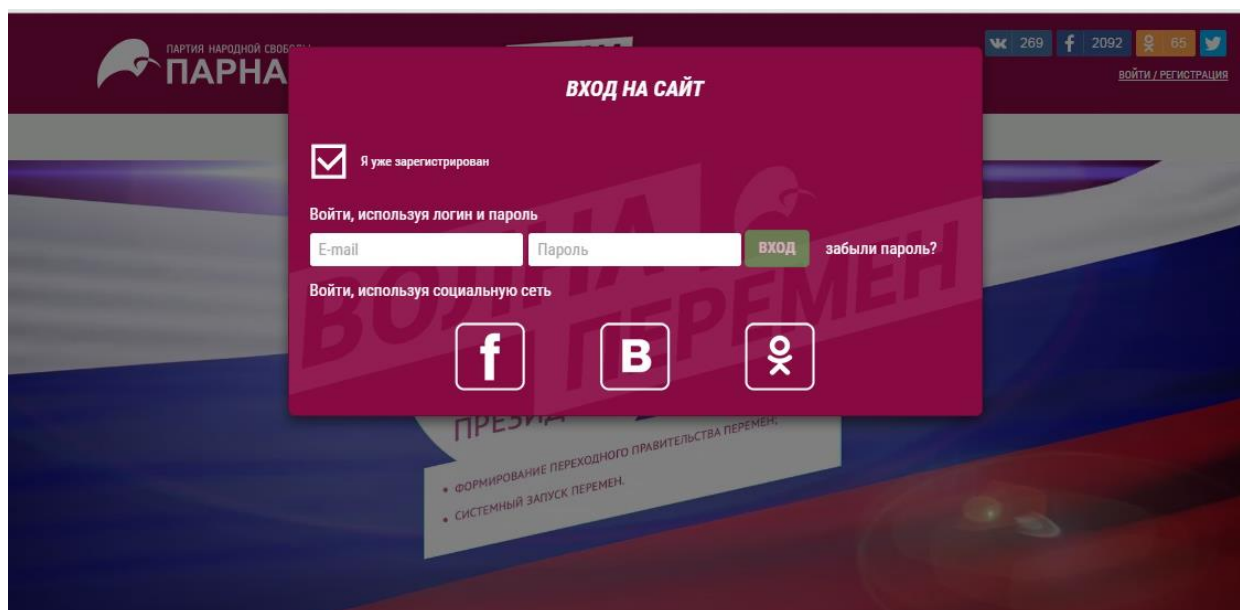 ПАРТИЯ НАРОДНОЙ
ПАРНА
269 f 2092 65
ВОЙТИ / РЕГИСТРАЦИЯ
ВХОД НА САЙТ
Я уже зарегистрирован
Войти, используя логин и пароль
E-mail Пароль ВХОД забыли пароль?
Войти, используя социальную сеть
f В
ВОЛНА
ПЕРЕМЕН
ПРЕЗИД
• ФОРМИРОВАНИЕ ПЕРЕХОДНОГО ПРАВИТЕЛЬСТВА ПЕРЕМЕН;
• СИСТЕМНЫЙ ЗАПУСК ПЕРЕМЕН.